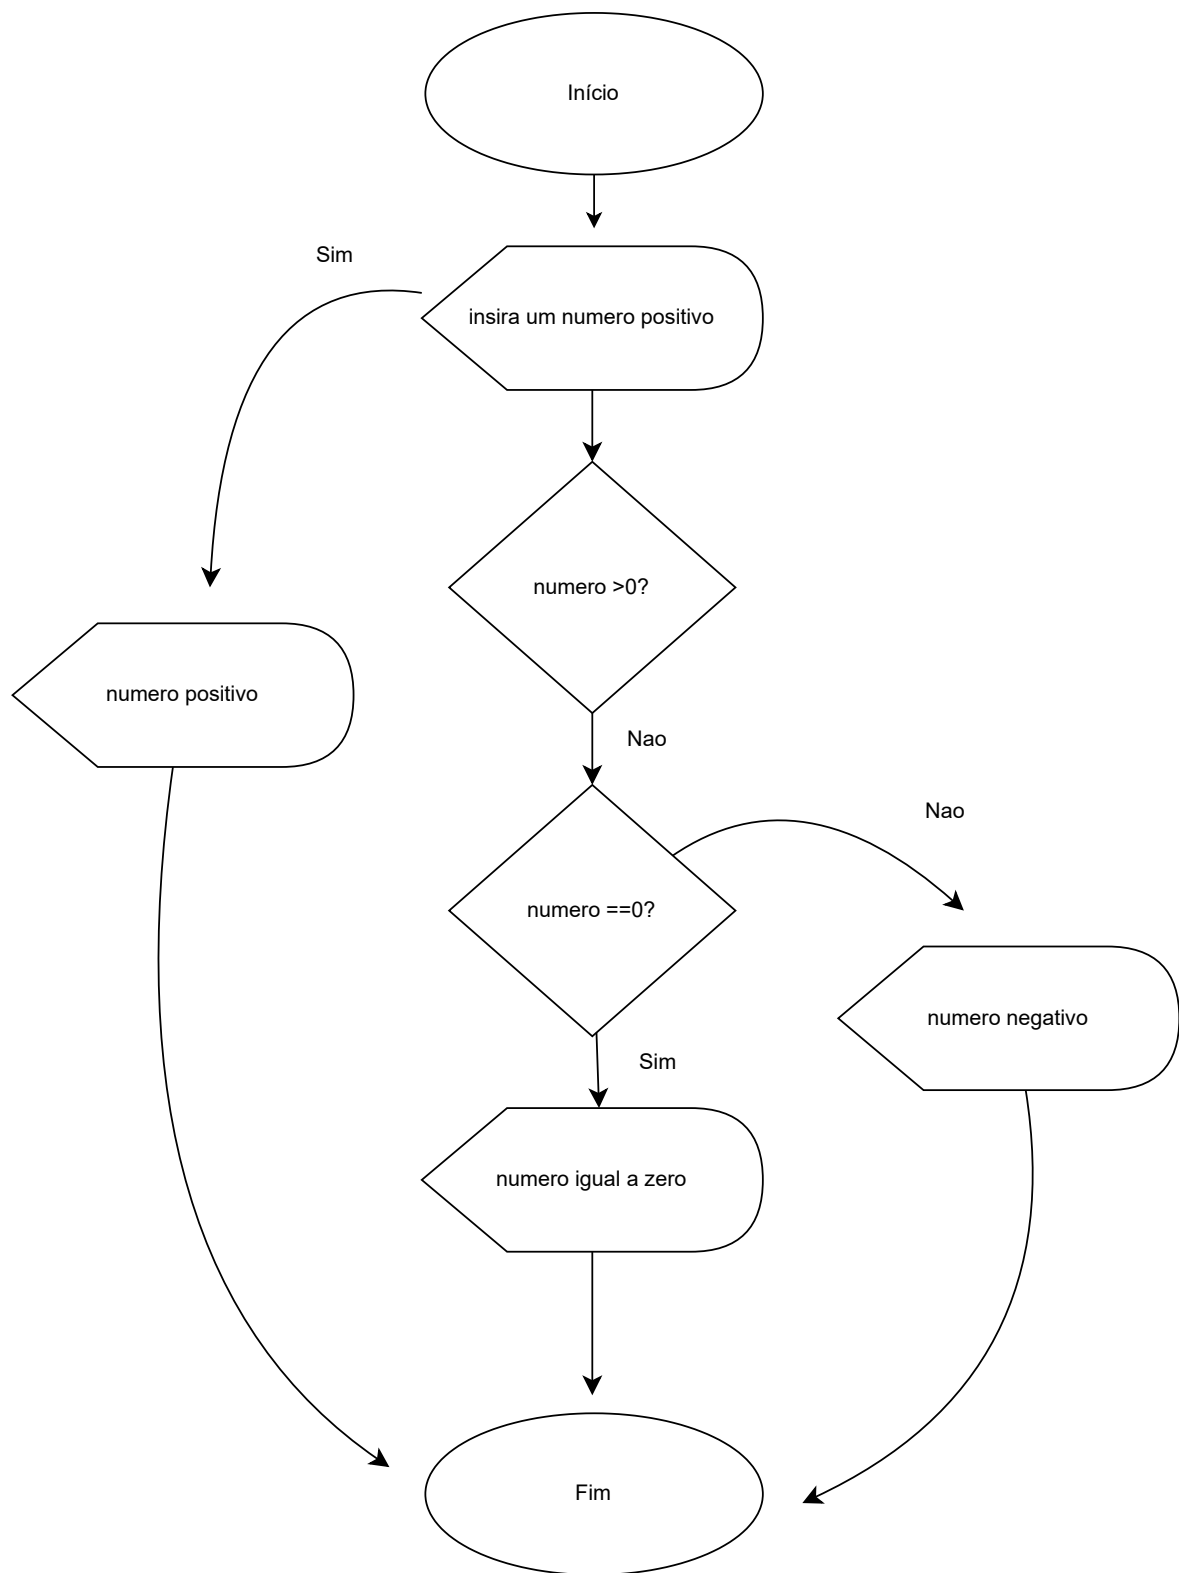 Início
Sim
insira um numero positivo
numero >0?
numero positivo
Nao
Nao
numero ==0?
numero negativo
Sim
numero igual a zero
Fim